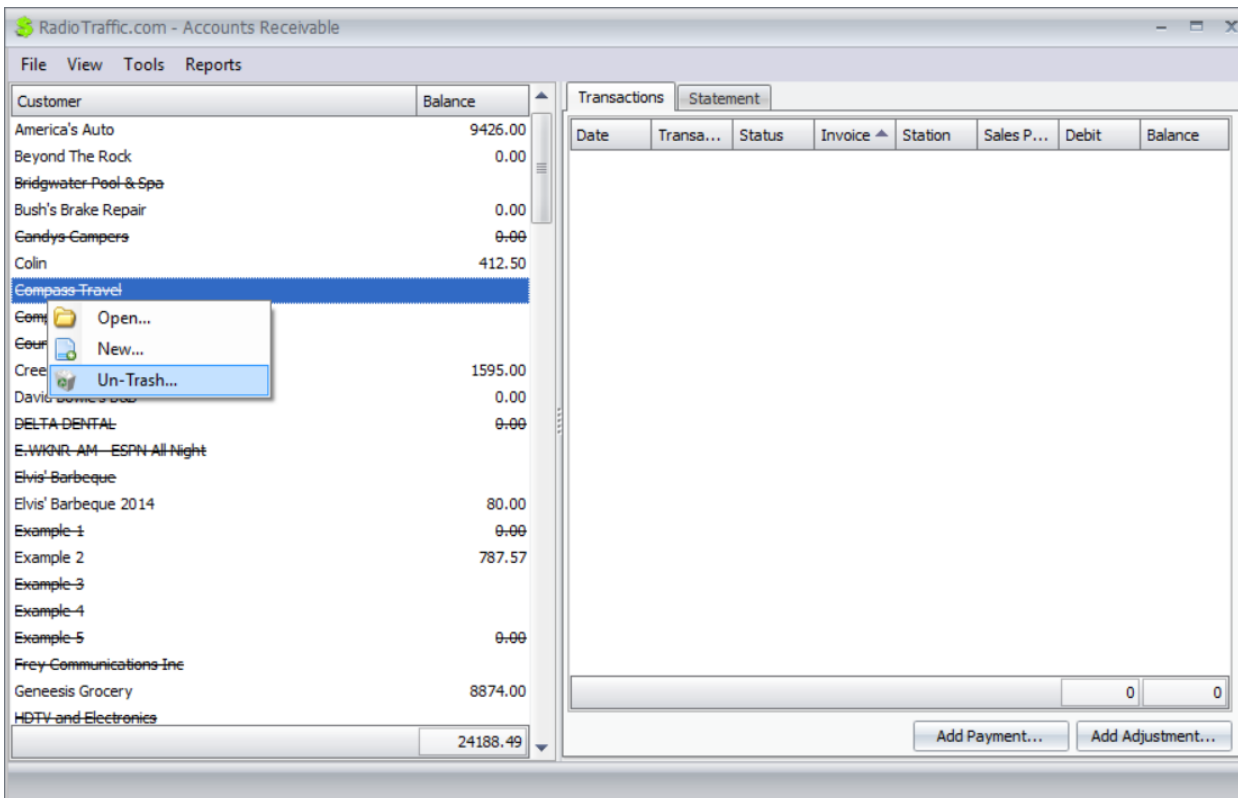 RadioTraffic.com - Accounts Receivable
File View Tools Reports
Customer Balance
America's Auto 9426.00
Beyond The Rock 0.00
Bridgwater Pool & Spa
Bush's Brake Repair 0.00
Candys Campers 0.00
Colin 412.50
Compass Travel
Open...
New...
Un-Trash...
Cree 1595.00
David 0.00
DELTA DENTAL 0.00
E.WKNR-AM - ESPN All Night
Elvis' Barbeque
Elvis' Barbeque 2014 80.00
Example 1 0.00
Example 2 787.57
Example 3
Example 4
Example 5 0.00
Frey Communications Inc
Geneesis Grocery 8874.00
HDTV and Electronics
24188.49
Transactions Statement
Date Transa... Status Invoice Station Sales P... Debit Balance
0 0
Add Payment... Add Adjustment...